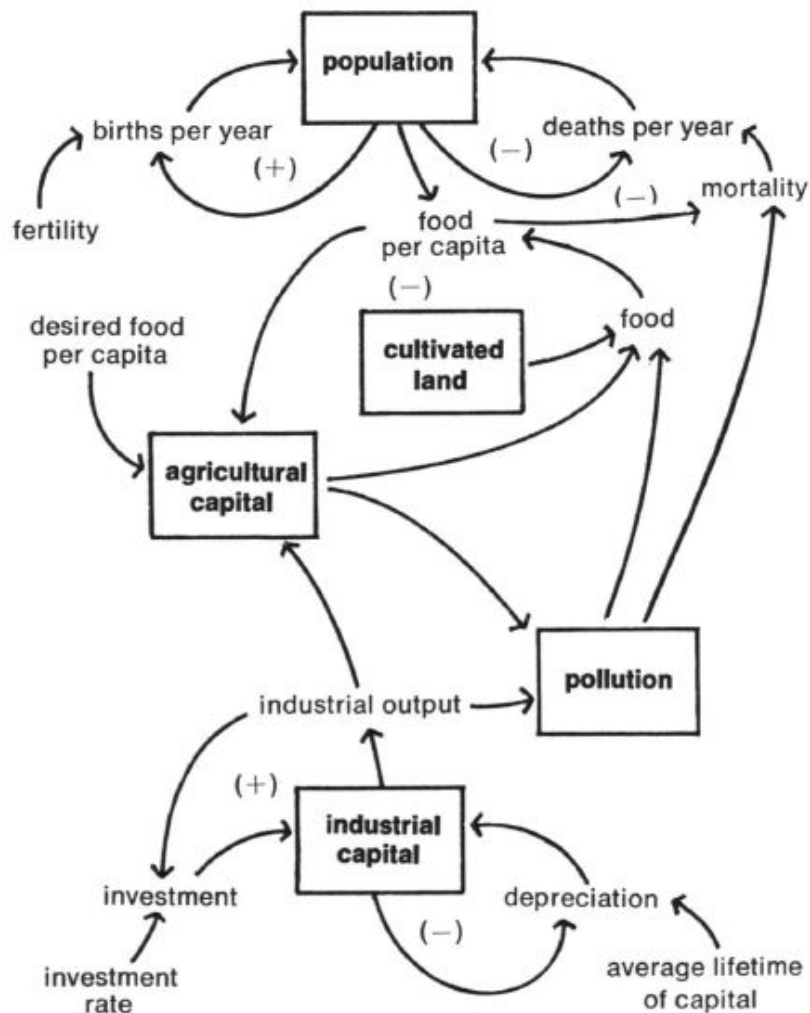 population
births per year
deaths per year
(+)
(−)
mortality
(−)
fertility
food
per capita
(−)
desired food
per capita
cultivated
land
food
agricultural
capital
pollution
industrial output
(+)
industrial
capital
investment
depreciation
(−)
investment
rate
average lifetime
of capital